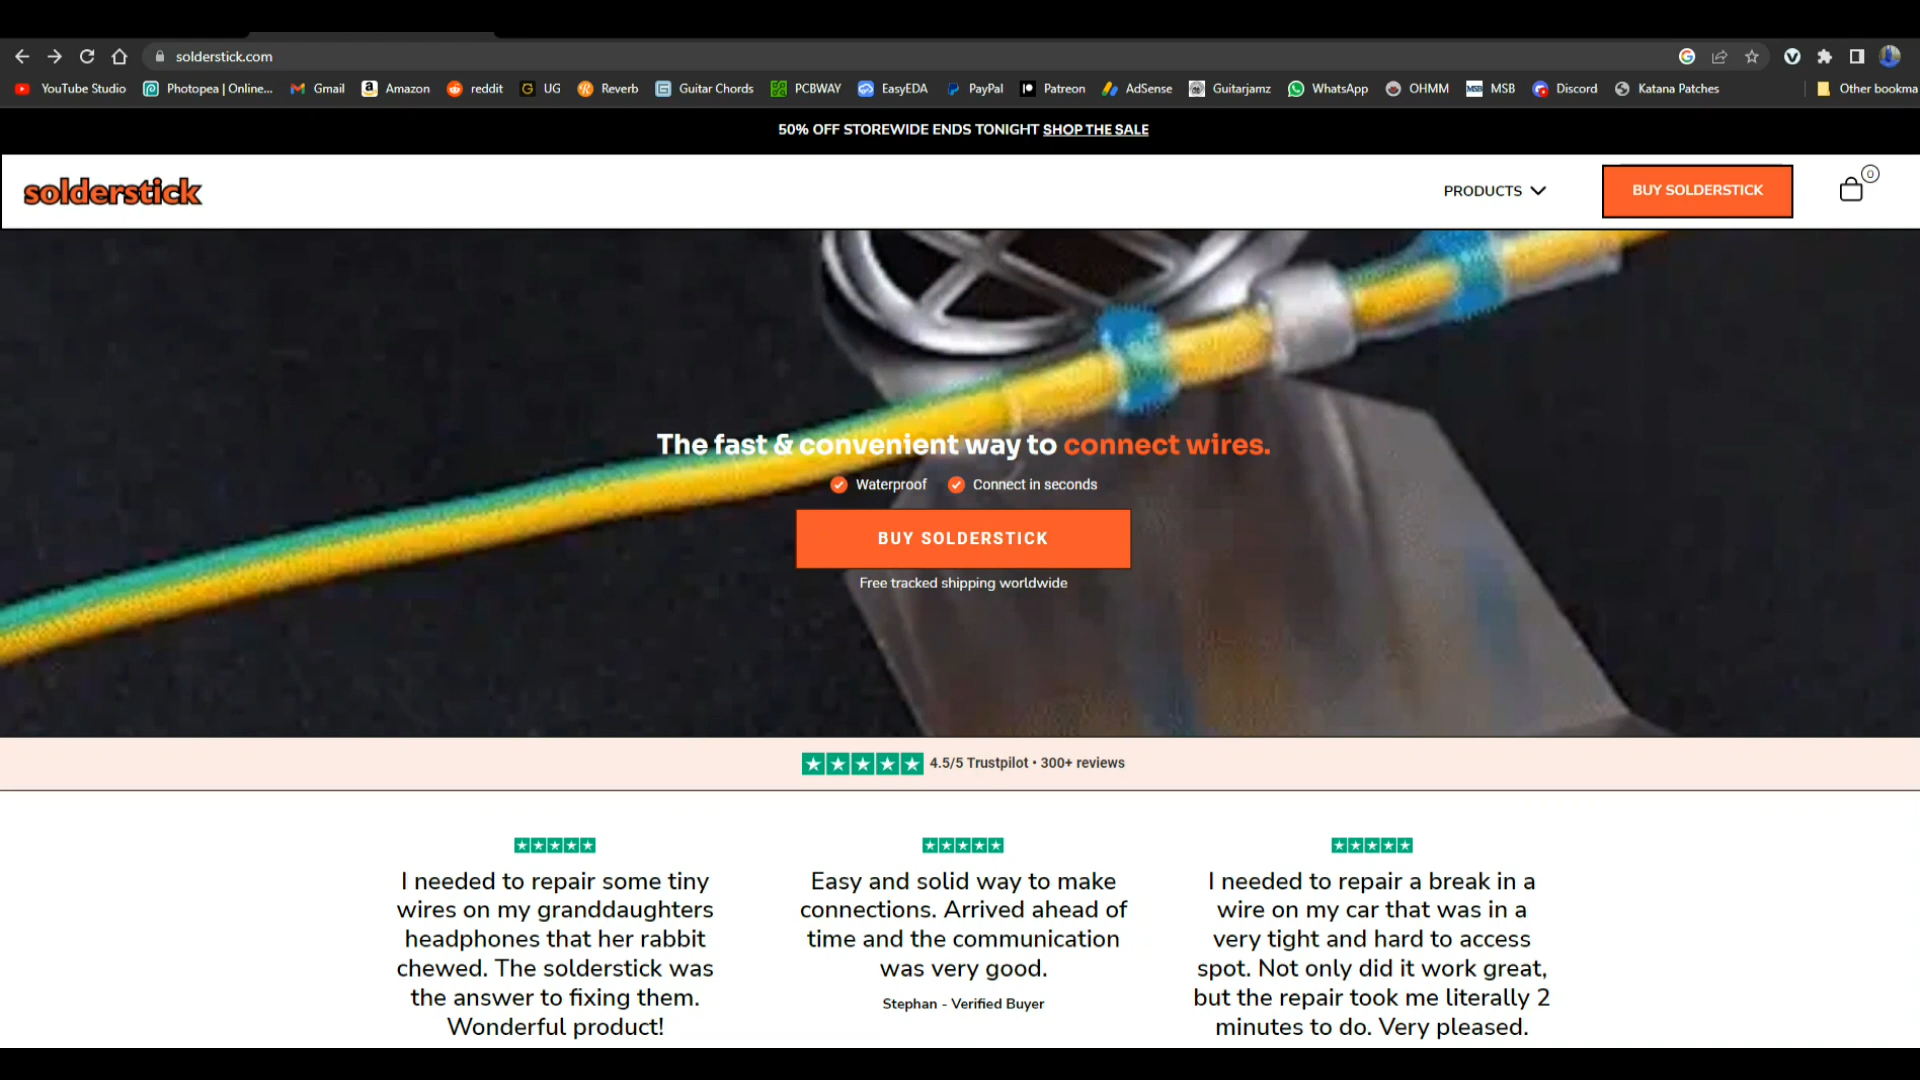 solderstick.com
YouTube Studio
Photopea | Online...
Gmail
Amazon
reddit
UG
Reverb
Guitar Chords
PCBWAY
EasyEDA
PayPal
Patreon
AdSense
Guitarjamz
WhatsApp
OHMM
MSB
Discord
Katana Patches
Other bookma
50% OFF STOREWIDE ENDS TONIGHT SHOP THE SALE
solderstick
PRODUCTS
BUY SOLDERSTICK
0
The fast & convenient way to connect wires.
Waterproof
Connect in seconds
BUY SOLDERSTICK
Free tracked shipping worldwide
4.5/5 Trustpilot • 300+ reviews
I needed to repair some tiny
wires on my granddaughters
headphones that her rabbit
chewed. The solderstick was
the answer to fixing them.
Wonderful product!
Easy and solid way to make
connections. Arrived ahead of
time and the communication
was very good.
Stephan - Verified Buyer
I needed to repair a break in a
wire on my car that was in a
very tight and hard to access
spot. Not only did it work great,
but the repair took me literally 2
minutes to do. Very pleased.